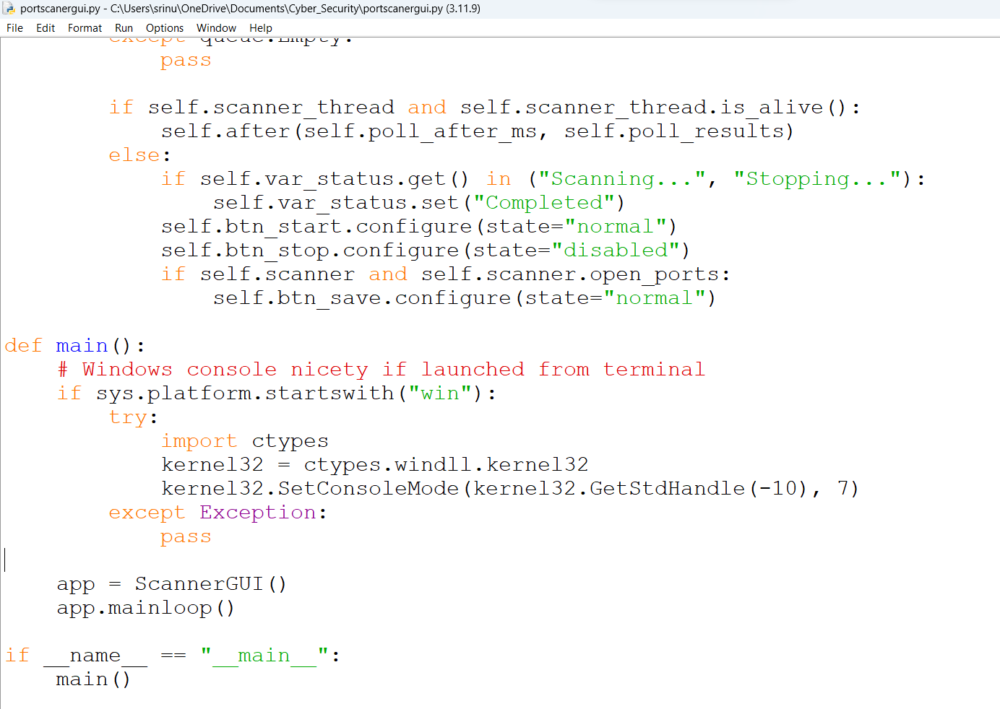 portscanergui.py - C:\Users\srinu\OneDrive\Documents\Cyber_Security\portscanergui.py (3.11.9)
File Edit Format Run Options Window Help
        except queue.Empty:
            pass

        if self.scanner_thread and self.scanner_thread.is_alive():
            self.after(self.poll_after_ms, self.poll_results)
        else:
            if self.var_status.get() in ("Scanning...", "Stopping..."):
                self.var_status.set("Completed")
            self.btn_start.configure(state="normal")
            self.btn_stop.configure(state="disabled")
            if self.scanner and self.scanner.open_ports:
                self.btn_save.configure(state="normal")

def main():
    # Windows console nicety if launched from terminal
    if sys.platform.startswith("win"):
        try:
            import ctypes
            kernel32 = ctypes.windll.kernel32
            kernel32.SetConsoleMode(kernel32.GetStdHandle(-10), 7)
        except Exception:
            pass

    app = ScannerGUI()
    app.mainloop()

if __name__ == "__main__":
    main()